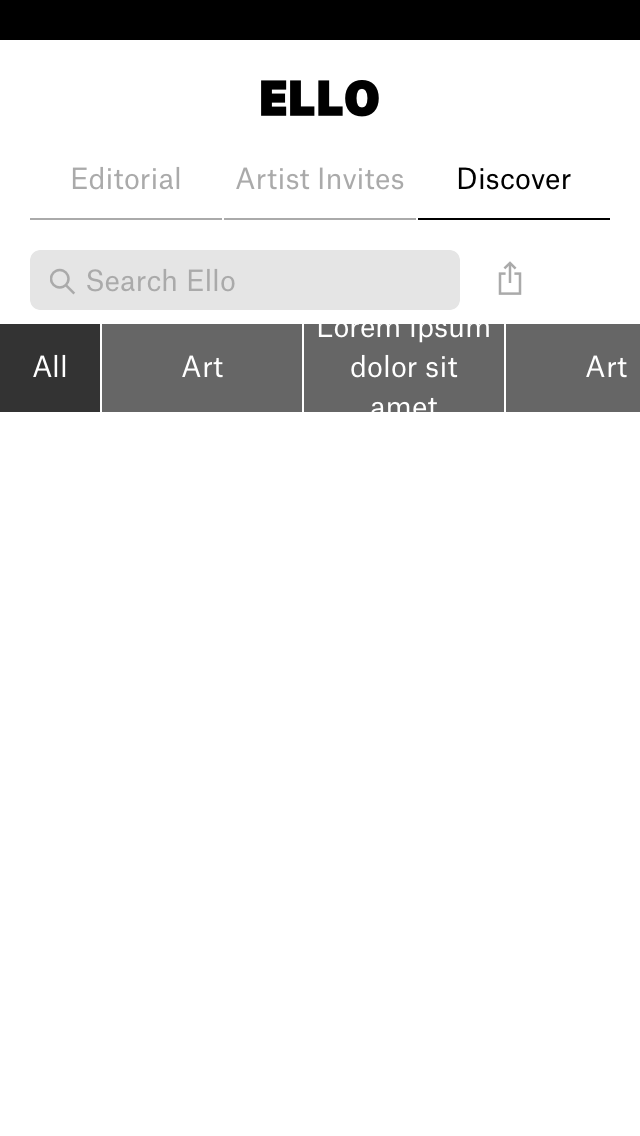 ELLO
Editorial
Artist Invites
Discover
Search Ello
All
Art
Lorem ipsum
dolor sit
amet
Art